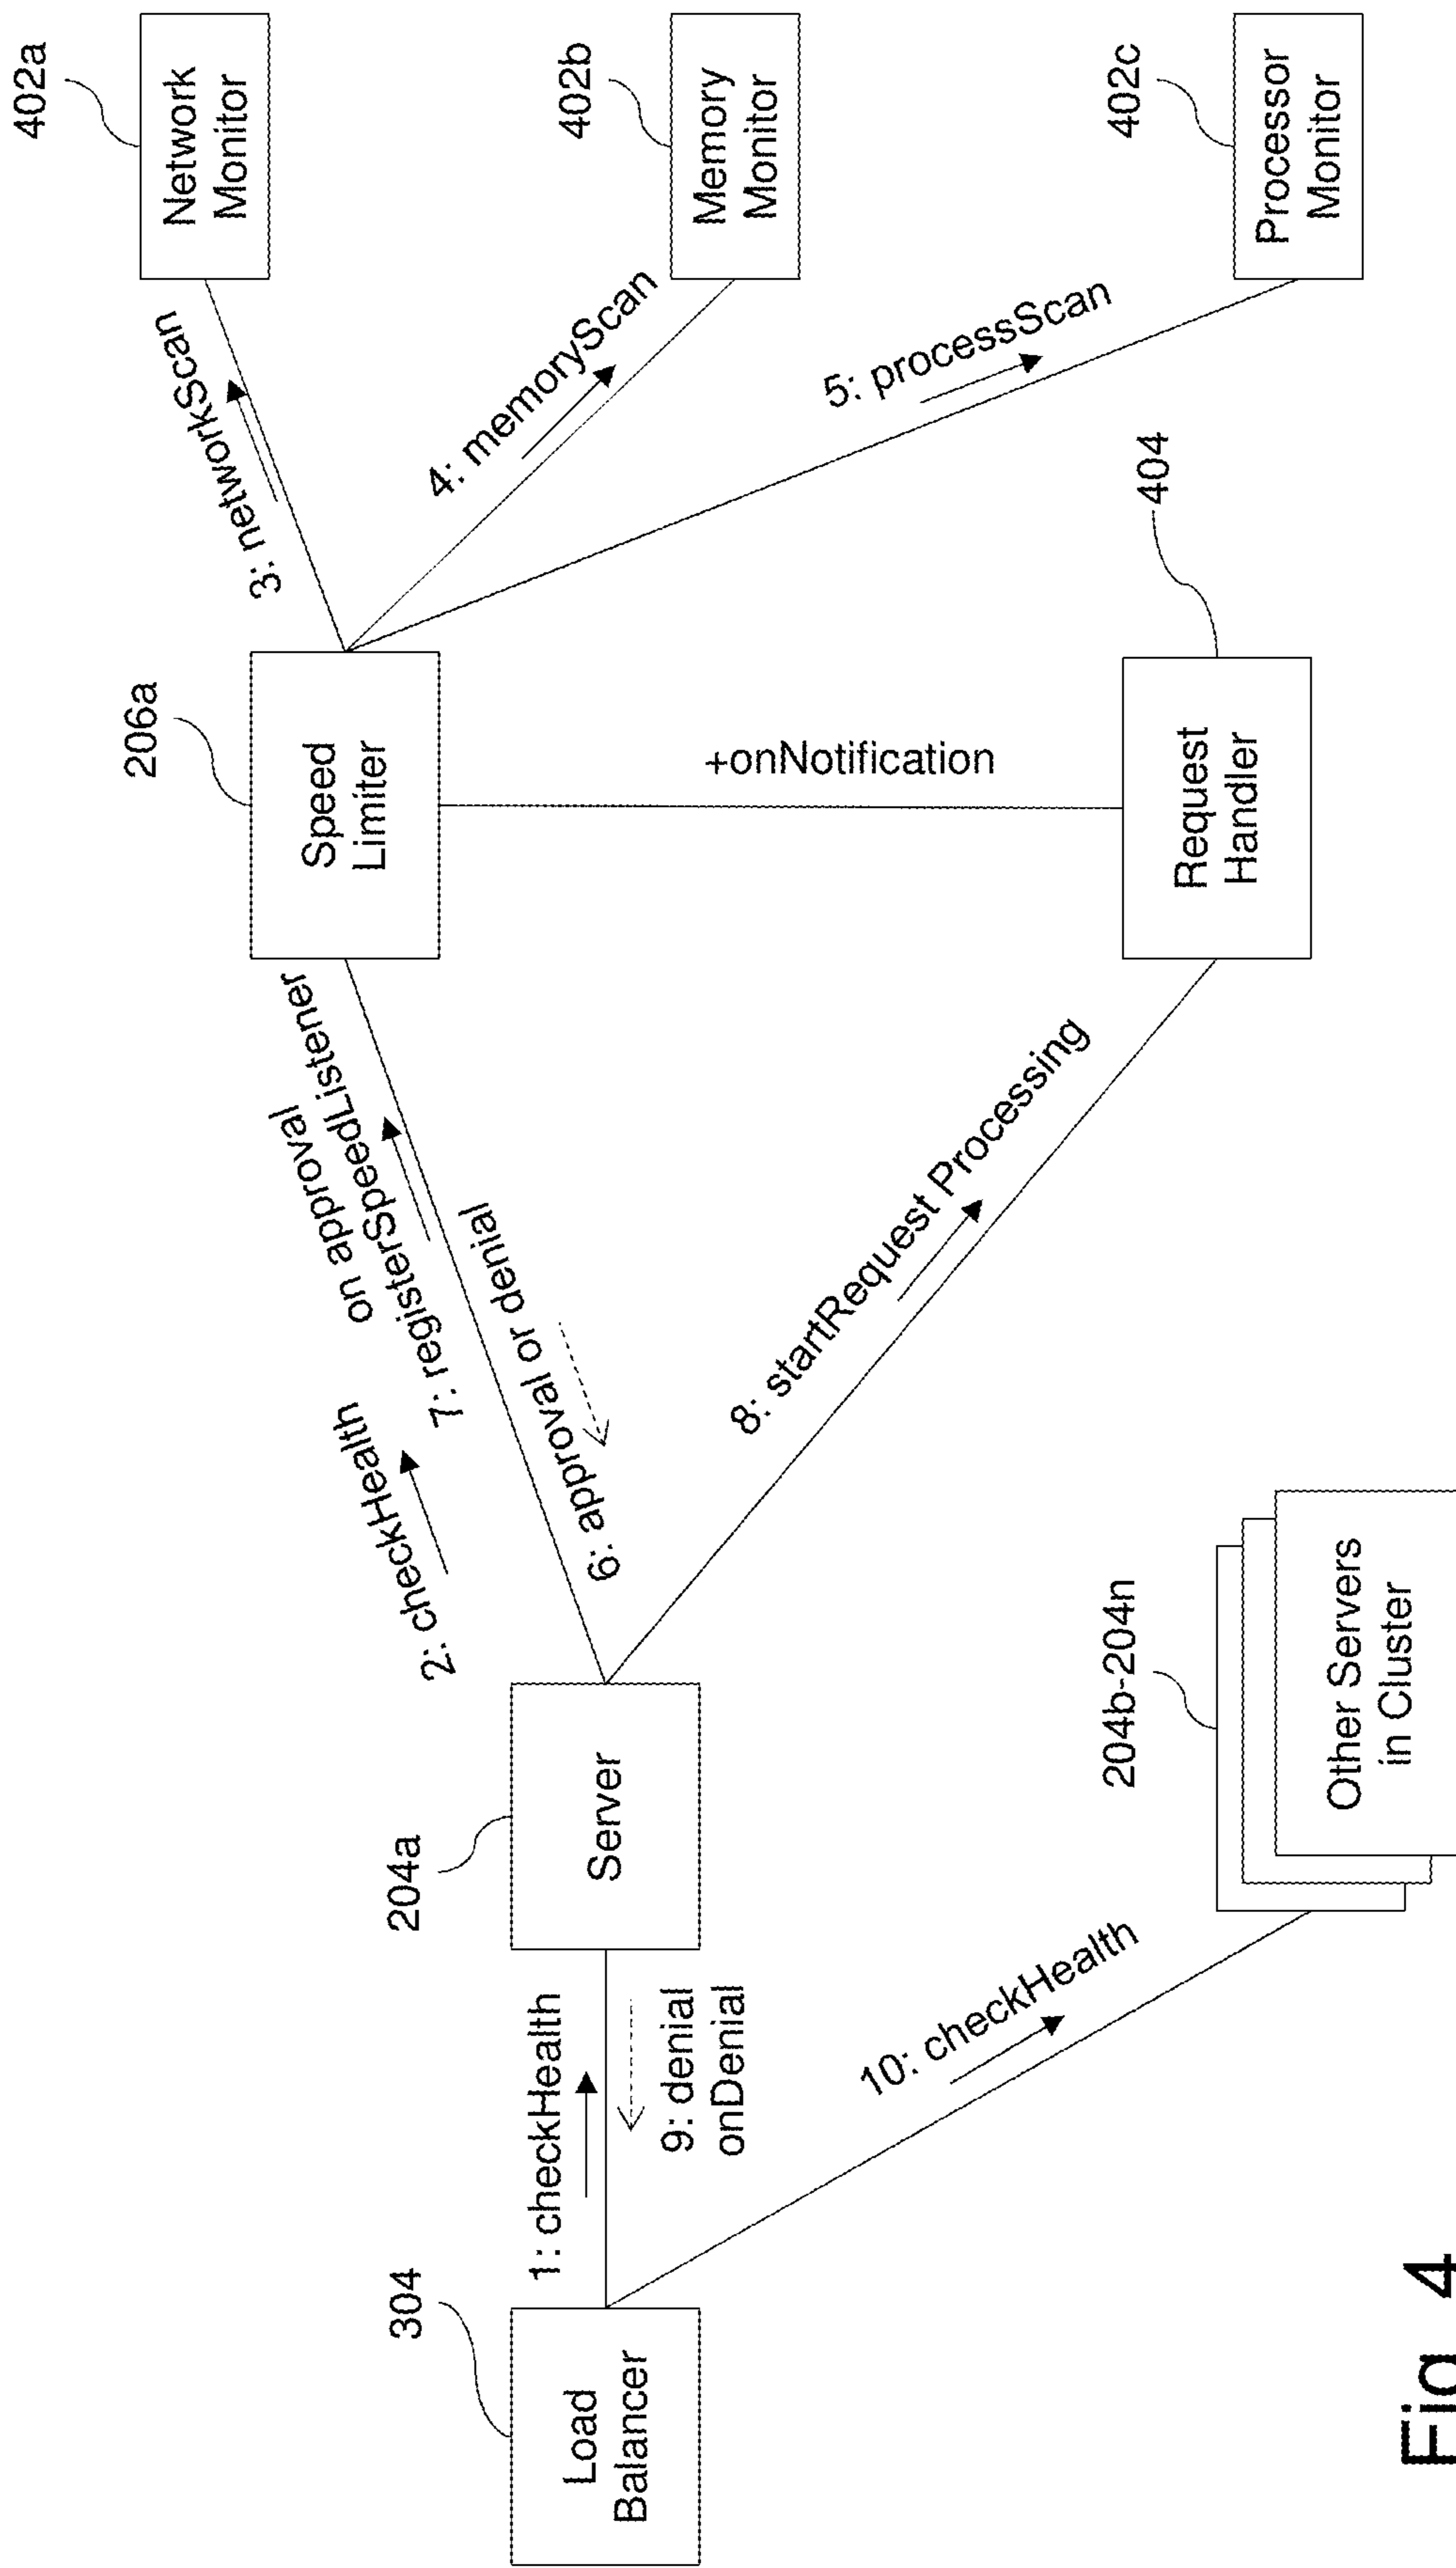 402a
Network
Monitor
402b
Memory
Monitor
402c
Processor
Monitor
3: networkScan
4: memoryScan
5: processScan
206a
Speed
Limiter
+onNotification
404
Request
Handler
2: checkHealth
on approval
7: registerSpeedListener
6: approval or denial
8: startRequest Processing
204a
Server
204b-204n
Other Servers
in Cluster
1: checkHealth
9: denial
onDenial
10: checkHealth
304
Load
Balancer
Fig. 4